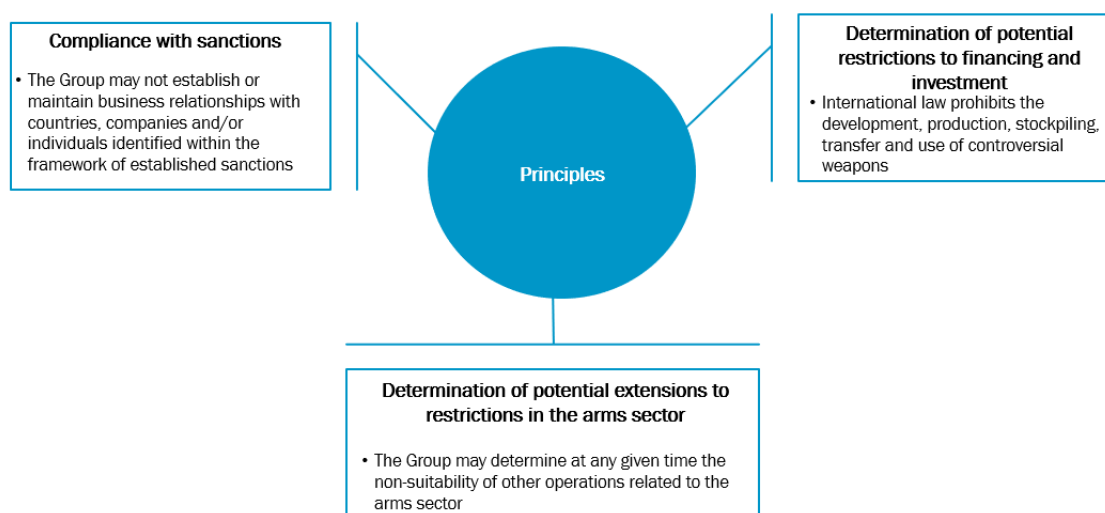 Compliance with sanctions
• The Group may not establish or
maintain business relationships with
countries, companies and/or
individuals identified within the
framework of established sanctions
Principles
Determination of potential
restrictions to financing and
investment
• International law prohibits the
development, production, stockpiling,
transfer and use of controversial
weapons
Determination of potential extensions to
restrictions in the arms sector
• The Group may determine at any given time the
non-suitability of other operations related to the
arms sector